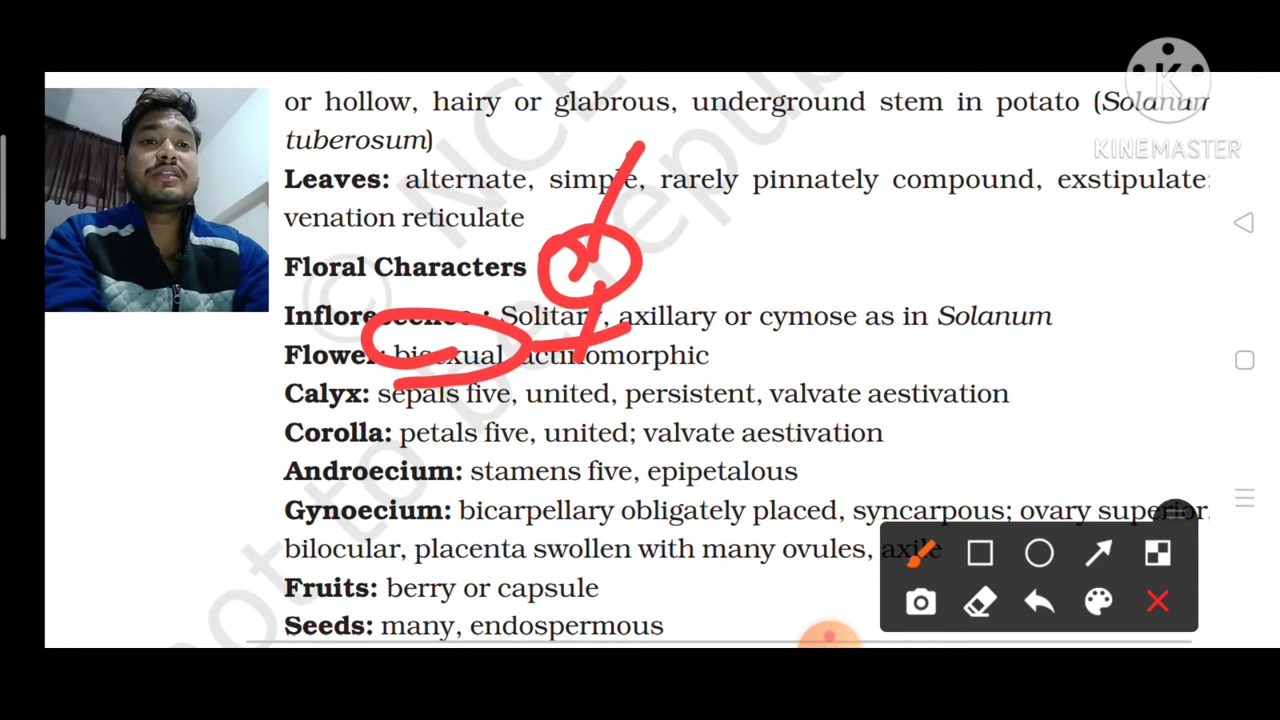 or hollow, hairy or glabrous, underground stem in potato (Solanum
tuberosum)
KINEMASTER
Leaves: alternate, simple, rarely pinnately compound, exstipulate;
venation reticulate
Floral Characters
Inflorescence : Solitary, axillary or cymose as in Solanum
Flower: bisexual, actinomorphic
Calyx: sepals five, united, persistent, valvate aestivation
Corolla: petals five, united; valvate aestivation
Androecium: stamens five, epipetalous
Gynoecium: bicarpellary obligately placed, syncarpous; ovary superior,
bilocular, placenta swollen with many ovules, axile
Fruits: berry or capsule
Seeds: many, endospermous